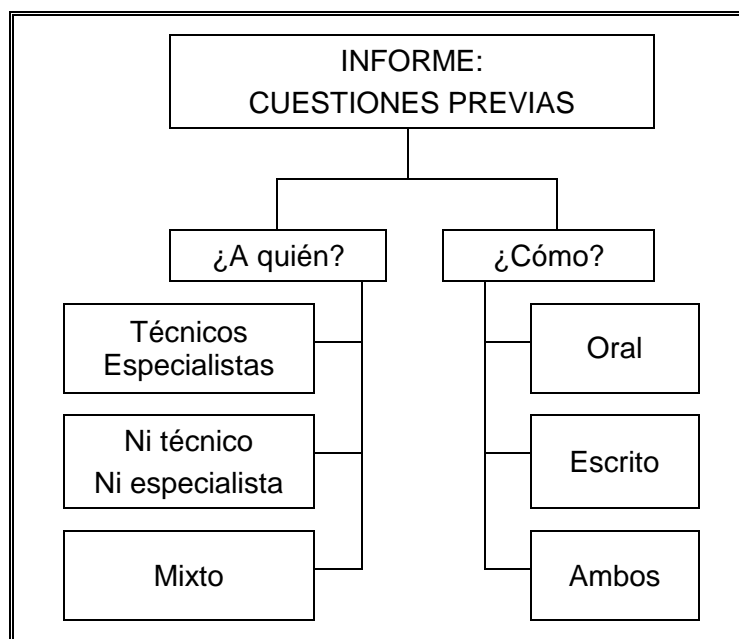 INFORME:
CUESTIONES PREVIAS
¿A quién?
¿Cómo?
Técnicos
Especialistas
Oral
Ni técnico
Ni especialista
Escrito
Mixto
Ambos